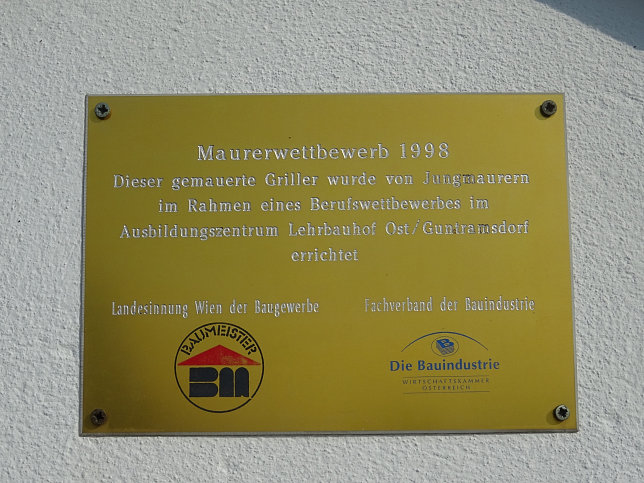 Maurerwettbewerb 1998
Dieser gemauerte Griller wurde von Jungmaurern
im Rahmen eines Berufswettbewerbes im
Ausbildungszentrum Lehrbauhof Ost/Guntramsdorf
errichtet
Landesinnung Wien der Baugewerbe
Fachverband der Bauindustrie
BAUMEISTER
BM
Die Bauindustrie
WIRTSCHAFTSKAMMER
ÖSTERREICH